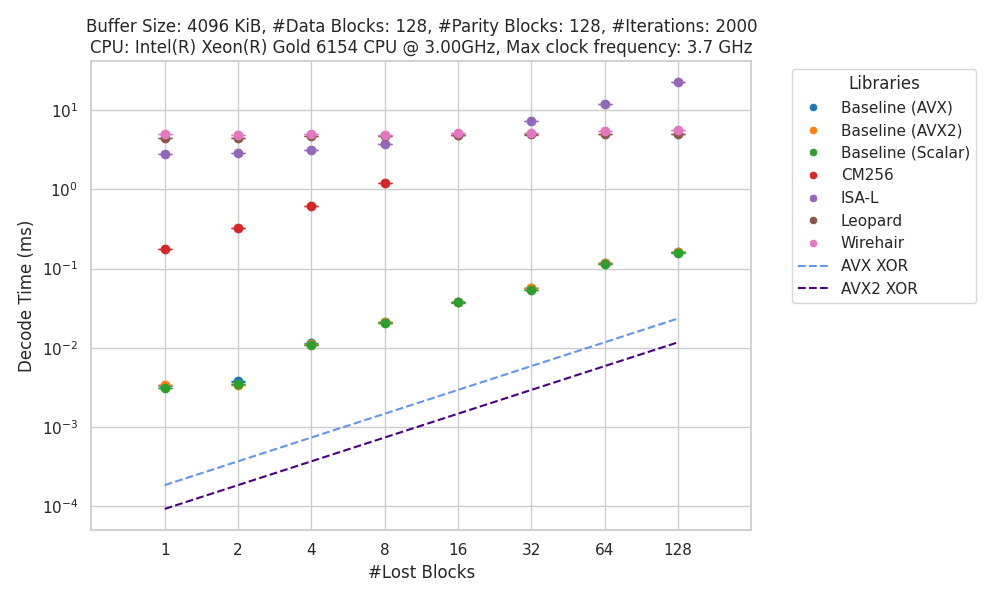 Buffer Size: 4096 KiB, #Data Blocks: 128, #Parity Blocks: 128, #Iterations: 2000
CPU: Intel(R) Xeon(R) Gold 6154 CPU @ 3.00GHz, Max clock frequency: 3.7 GHz
Decode Time (ms)
10¹
10⁰
10⁻¹
10⁻²
10⁻³
10⁻⁴
1 2 4 8 16 32 64 128
#Lost Blocks
Libraries
Baseline (AVX)
Baseline (AVX2)
Baseline (Scalar)
CM256
ISA-L
Leopard
Wirehair
AVX XOR
AVX2 XOR